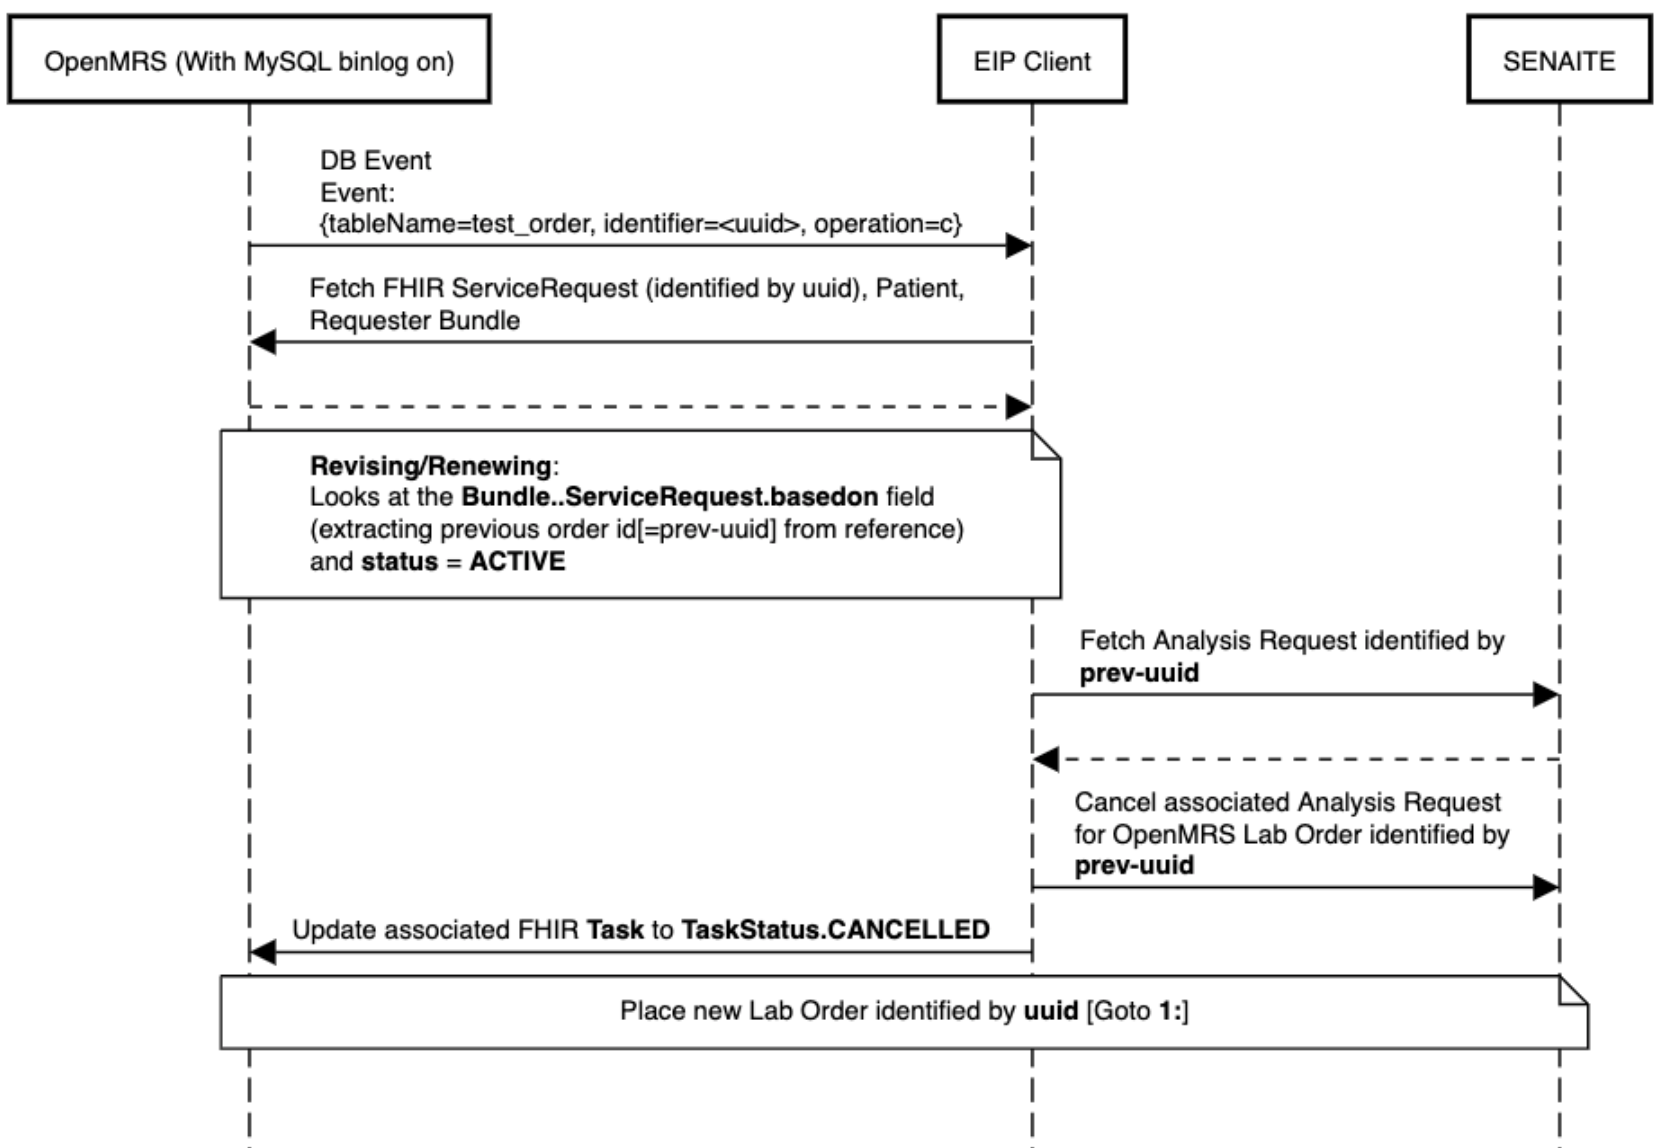 OpenMRS (With MySQL binlog on)
EIP Client
SENAITE
DB Event
Event:
{tableName=test_order, identifier=<uuid>, operation=c}
Fetch FHIR ServiceRequest (identified by uuid), Patient,
Requester Bundle
Revising/Renewing:
Looks at the Bundle..ServiceRequest.basedon field
(extracting previous order id[=prev-uuid] from reference)
and status = ACTIVE
Fetch Analysis Request identified by
prev-uuid
Cancel associated Analysis Request
for OpenMRS Lab Order identified by
prev-uuid
Update associated FHIR Task to TaskStatus.CANCELLED
Place new Lab Order identified by uuid [Goto 1:]